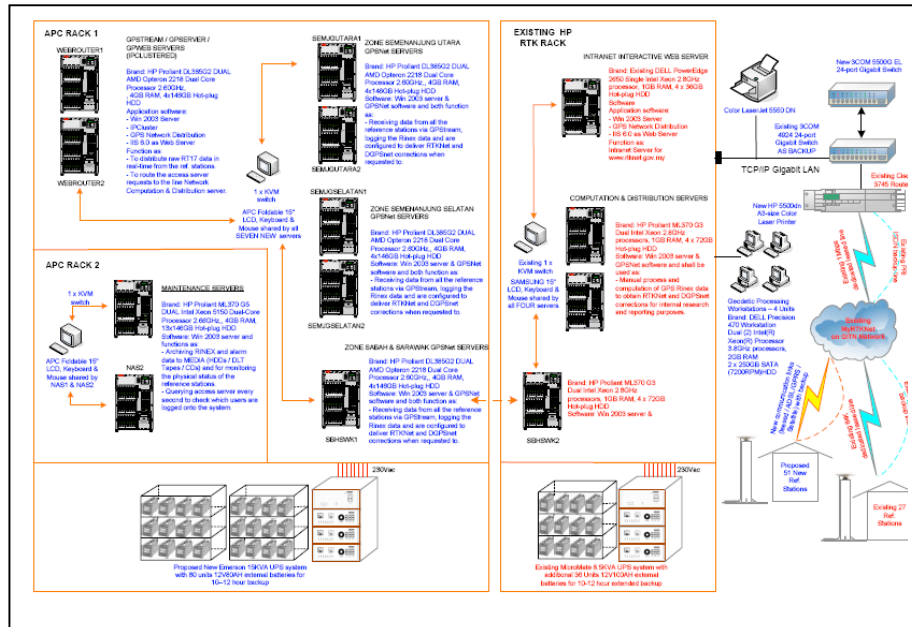 APC RACK 1
WEBROUTER1
WEBROUTER2
GPSTREAM / GPSERVER /
GPWEB SERVERS
(IPCLUSTERED)
Brand: HP Proliant DL385G2 DUAL
AMD Opteron 2218 Dual Core
Processor 2.60GHz,
, 4GB RAM, 4x146GB Hot-plug
HDD
Application software:
- Win 2003 Server
- IPCluster
- GPS Network Distribution
- IIS 6.0 as Web Server
Function as:
- To distribute raw RT17 data in
real-time from the ref. stations.
- To route the access server
requests to the line Network
Computation & Distribution server.
1 x KVM
switch
APC Foldable 15"
LCD, Keyboard &
Mouse shared by all
SEVEN NEW servers
SEMJGUTARA1
SEMJGUTARA2
ZONE SEMENANJUNG UTARA
GPSNet SERVERS
Brand: HP Proliant DL385G2 DUAL
AMD Opteron 2218 Dual Core
Processor 2.60GHz,, 4GB RAM,
4x146GB Hot-plug HDD
Software: Win 2003 server &
GPSNet software and both function
as:
- Receiving data from all the
reference stations via GPStream,
logging the Rinex data and are
configured to deliver RTKNet and
DGPSnet corrections when
requested to.
SEMJGSELATAN1
SEMJGSELATAN2
ZONE SEMENANJUNG SELATAN
GPSNet SERVERS
Brand: HP Proliant DL385G2 DUAL
AMD Opteron 2218 Dual Core
Processor 2.60GHz,, 4GB RAM,
4x146GB Hot-plug HDD
Software: Win 2003 server & GPSNet
software and both function as:
- Receiving data from all the reference
stations via GPStream, logging the
Rinex data and are configured to
deliver RTKNet and DGPSnet
corrections when requested to.
ZONE SABAH & SARAWAK GPSNet SERVERS
Brand: HP Proliant DL385G2 DUAL
AMD Opteron 2218 Dual Core
Processor 2.60GHz,, 4GB RAM,
4x146GB Hot-plug HDD
Software: Win 2003 server & GPSNet
software and both function as:
- Receiving data from all the reference
stations via GPStream, logging the
Rinex data and are configured to
deliver RTKNet and DGPSnet
corrections when requested to.
SBHSWK1
APC RACK 2
1 x KVM
switch
APC Foldable 15"
LCD, Keyboard &
Mouse shared by
NAS1 & NAS2
NAS2
MAINTENANCE SERVERS
Brand: HP Proliant ML370 G5
DUAL Intel Xeon 5150 Dual-Core
Processor 2.66GHz,, 4GB RAM,
13x146GB Hot-plug HDD
Software: Win 2003 server and
functions as:
- Archiving RINEX and alarm
data to MEDIA (HDDs / DLT
Tapes / CDs) and for monitoring
the physical status of the
reference stations.
- Querying access server every
second to check which users are
logged onto the system.
230Vac
Proposed New Emerson 15KVA UPS system
with 80 units 12V80AH external batteries for
10–12 hour backup
EXISTING HP
RTK RACK
INTRANET INTERACTIVE WEB SERVER
Brand: Existing DELL PowerEdge
2650 Single Intel Xeon 2.8GHz
processor, 1GB RAM, 4 x 36GB
Hot-plug HDD
Software
Application software:
- Win 2003 Server
- GPS Network Distribution
- IIS 6.0 as Web Server
Function as:
Intranet Server for
www.rtknet.gov.my
COMPUTATION & DISTRIBUTION SERVERS
Brand: HP Proliant ML370 G3
Dual Intel Xeon 2.8GHz
processors, 1GB RAM, 4 x 72GB
Hot-plug HDD
Software: Win 2003 server &
GPSNet software and shall be
used as:
- Manual process and
computation of GPS Rinex data
to obtain RTKNet and DGPSnet
corrections for internal research
and reporting purposes.
Existing 1 x
KVM switch
SAMSUNG 15"
LCD, Keyboard &
Mouse shared by
all FOUR servers
SBHSWK2
Brand: HP Proliant ML370 G3
Dual Intel Xeon 2.8GHz
processors, 1GB RAM, 4 x 72GB
Hot-plug HDD
Software: Win 2003 server &
230Vac
Existing MicroMate 8.5KVA UPS system with
additional 36 Units 12V100AH external
batteries for 10-12 hour extended backup
Color LaserJet 5550 DN
New 3COM 5500G EL
24-port Gigabit Switch
Existing 3COM
4924 24-port
Gigabit Switch
AS BACKUP
TCP/IP Gigabit LAN
Existing Cisco
3745 Router
New HP 5500dn
A3-size Color
Laser Printer
Geodetic Processing
Workstations – 4 Units
Brand: DELL Precision
470 Workstation
Dual (2) Intel(R)
Xeon(R) Processor
3.8GHz processors,
2GB RAM
2 x 250GB SATA
(7200RPM)HDD
Existing
MyRTKNet
New communication links
Proposed
51 New
Ref.
Stations
Existing 27
Ref.
Stations